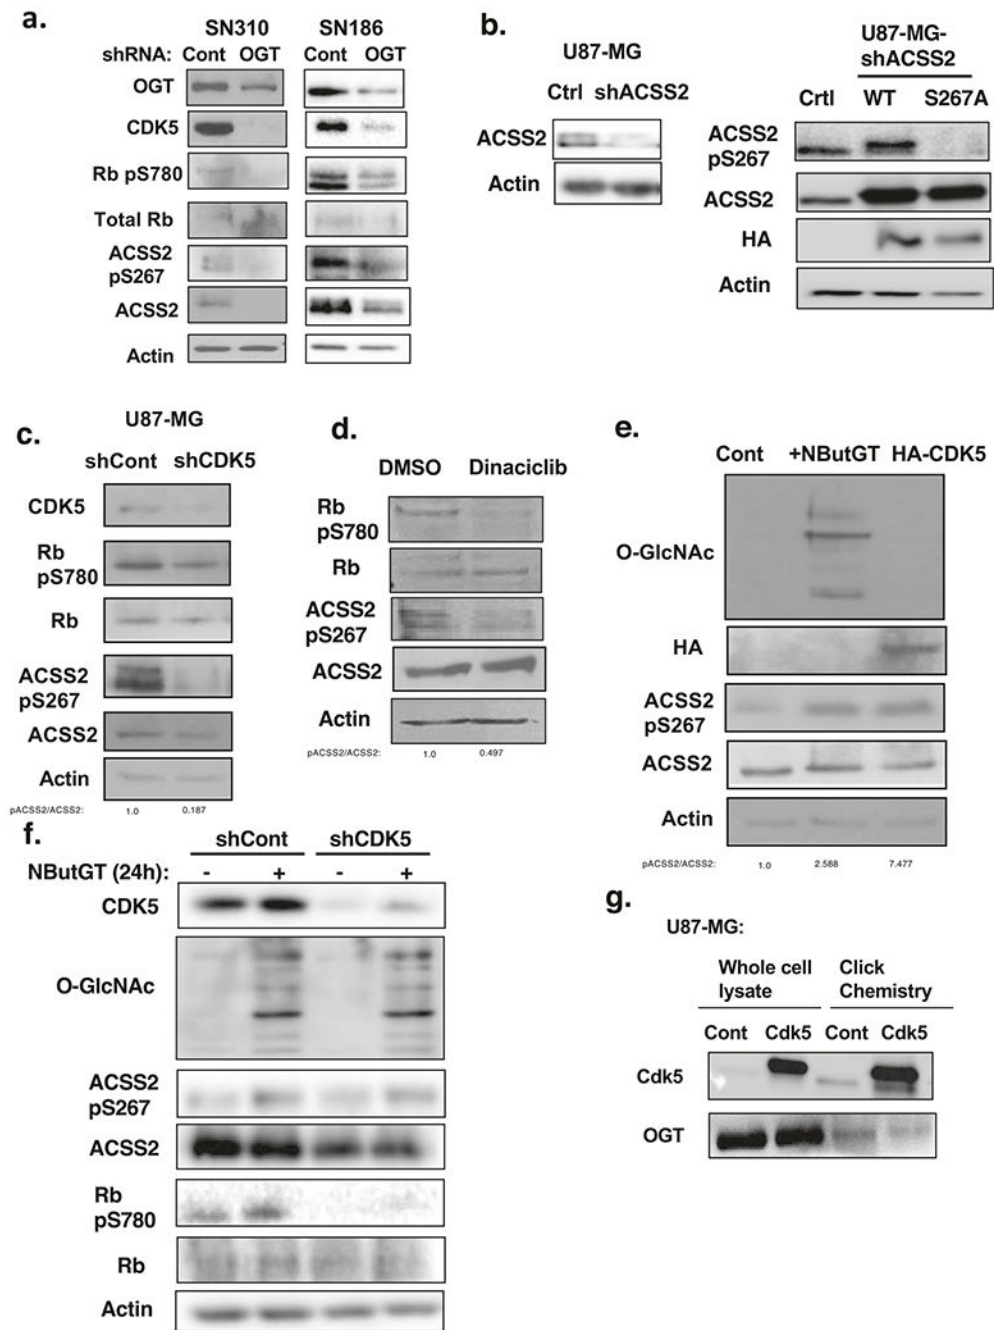 a.
SN310 SN186
shRNA: Cont OGT Cont OGT
OGT
CDK5
Rb pS780
Total Rb
ACSS2
pS267
ACSS2
Actin
b.
U87-MG
Ctrl shACSS2
ACSS2
Actin
U87-MG-
shACSS2
Crtl WT S267A
ACSS2
pS267
ACSS2
HA
Actin
c.
U87-MG
shCont shCDK5
CDK5
Rb
pS780
Rb
ACSS2
pS267
ACSS2
Actin
pACSS2/ACSS2: 1.0 0.187
d.
DMSO Dinaciclib
Rb
pS780
Rb
ACSS2
pS267
ACSS2
Actin
pACSS2/ACSS2: 1.0 0.497
e.
Cont +NButGT HA-CDK5
O-GlcNAc
HA
ACSS2
pS267
ACSS2
Actin
pACSS2/ACSS2: 1.0 2.588 7.477
f.
shCont shCDK5
NButGT (24h): - + - +
CDK5
O-GlcNAc
ACSS2
pS267
ACSS2
Rb
pS780
Rb
Actin
g.
U87-MG:
Whole cell
lysate
Click
Chemistry
Cont Cdk5 Cont Cdk5
Cdk5
OGT